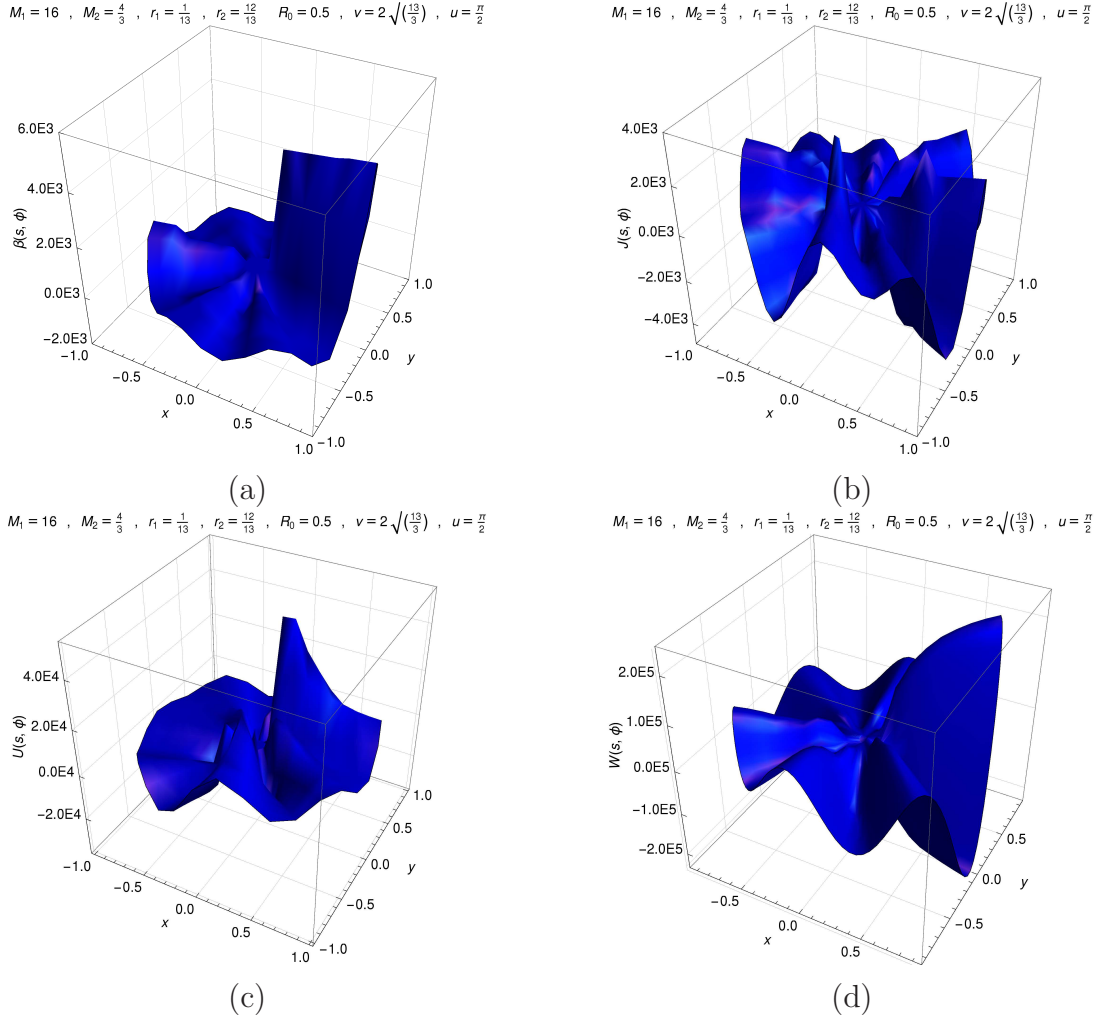 M₁ = 16 , M₂ = 4/3 , r₁ = 1/13 , r₂ = 12/13 R₀ = 0.5 , v = 2√(13/3) , u = π/2
6.0E3
4.0E3
2.0E3
0.0E3
−2.0E3
β(s, ϕ)
−1.0
−0.5
0.0
0.5
1.0
x
−1.0
−0.5
0.0
0.5
1.0
y
(a)
M₁ = 16 , M₂ = 4/3 , r₁ = 1/13 , r₂ = 12/13 , R₀ = 0.5 , v = 2√(13/3) , u = π/2
4.0E3
2.0E3
0.0E3
−2.0E3
−4.0E3
J(s, ϕ)
−1.0
−0.5
0.0
0.5
1.0
x
−1.0
−0.5
0.0
0.5
1.0
y
(b)
M₁ = 16 , M₂ = 4/3 , r₁ = 1/13 , r₂ = 12/13 , R₀ = 0.5 , v = 2√(13/3) , u = π/2
4.0E4
2.0E4
0.0E4
−2.0E4
U(s, ϕ)
−1.0
−0.5
0.0
0.5
1.0
x
−1.0
−0.5
0.0
0.5
1.0
y
(c)
M₁ = 16 , M₂ = 4/3 , r₁ = 1/13 , r₂ = 12/13 , R₀ = 0.5 , v = 2√(13/3) , u = π/2
2.0E5
1.0E5
0.0E5
−1.0E5
−2.0E5
W(s, ϕ)
−0.5
0.0
0.5
x
−0.5
0.0
0.5
y
(d)